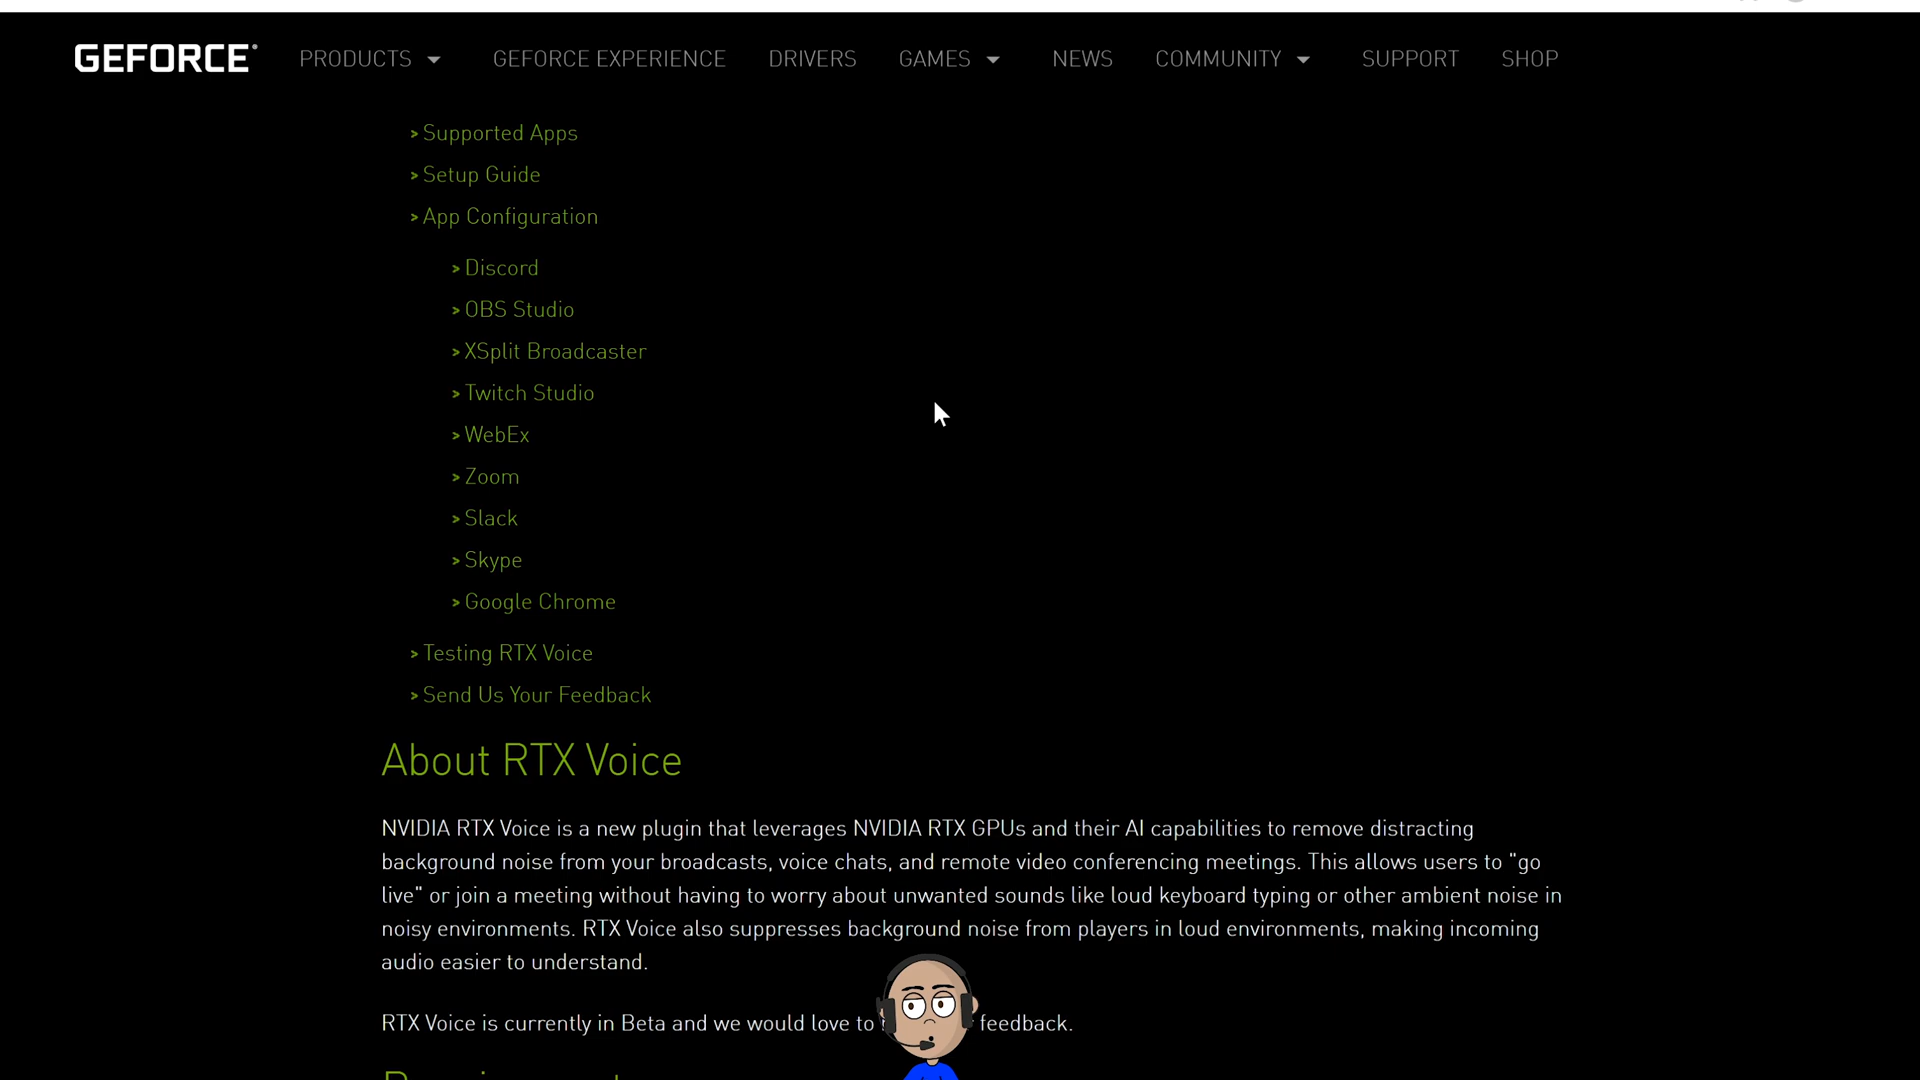 GEFORCE PRODUCTS GEFORCE EXPERIENCE DRIVERS GAMES NEWS COMMUNITY SUPPORT SHOP
> Supported Apps
> Setup Guide
> App Configuration
> Discord
> OBS Studio
> XSplit Broadcaster
> Twitch Studio
> WebEx
> Zoom
> Slack
> Skype
> Google Chrome
> Testing RTX Voice
> Send Us Your Feedback
About RTX Voice
NVIDIA RTX Voice is a new plugin that leverages NVIDIA RTX GPUs and their AI capabilities to remove distracting
background noise from your broadcasts, voice chats, and remote video conferencing meetings. This allows users to "go
live" or join a meeting without having to worry about unwanted sounds like loud keyboard typing or other ambient noise in
noisy environments. RTX Voice also suppresses background noise from players in loud environments, making incoming
audio easier to understand.
RTX Voice is currently in Beta and we would love to feedback.